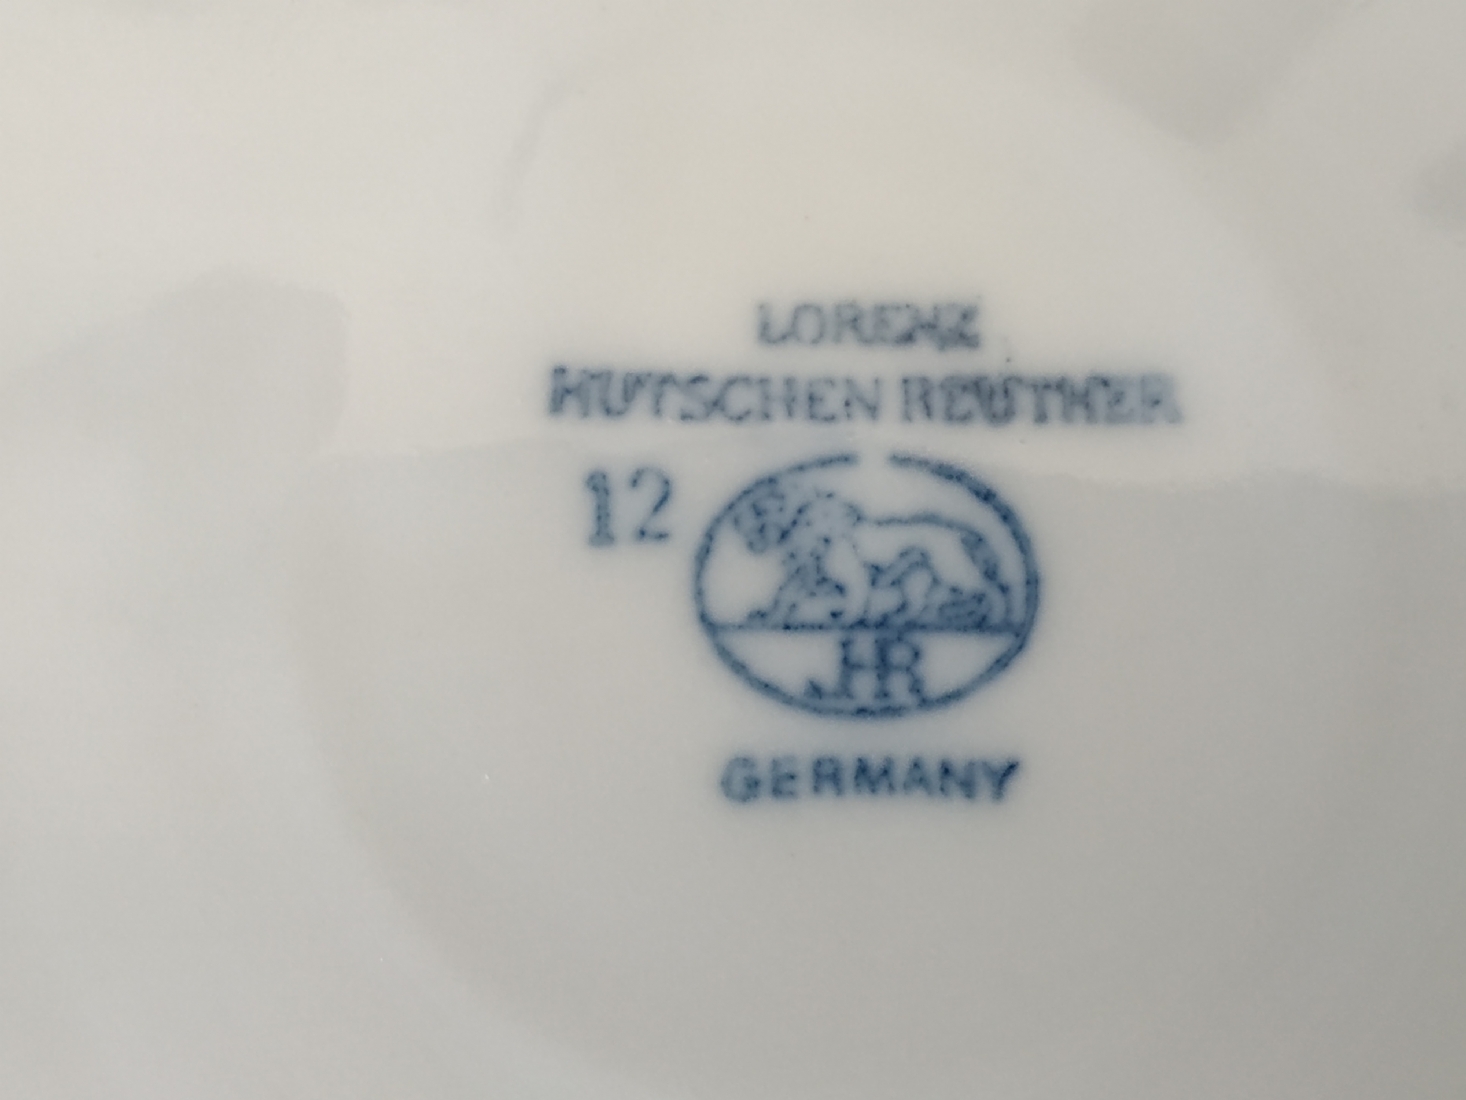 LORENZ
HUTSCHEN REUTHER
12
HR
GERMANY